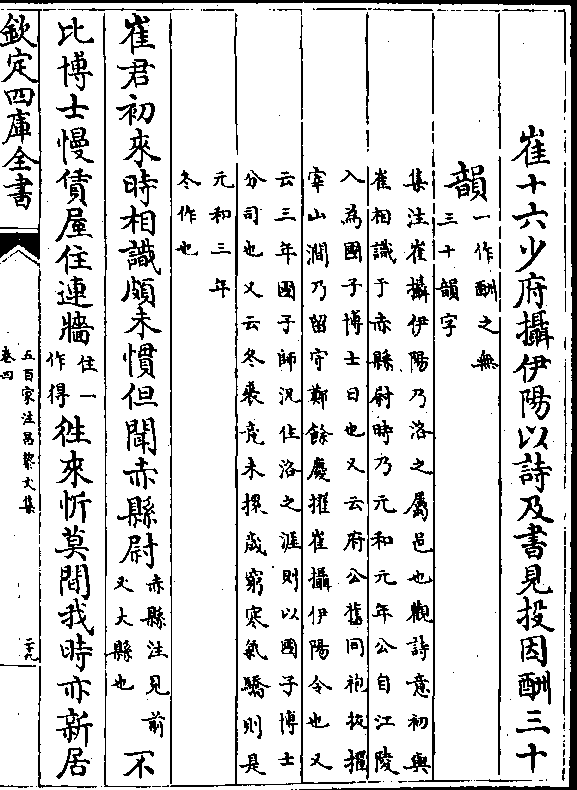 崔十六少府攝伊陽以詩及書見投因酬三十
韻一作酬之無三十韻字
集注崔攝伊陽乃洛之屬邑也觀詩意初與
崔相識于赤縣尉時乃元和元年公自江陵
入為國子博士日也又云府公舊同袍拔擢
宰山澗乃留守鄭餘慶擢崔攝伊陽令也又
云三年國子師況住洛之涯則以國子博士
分司也又云冬裘竟未撰歲窮寒氣驕則是
元和三年
冬作也
崔君初來時相識頗未慣但聞赤縣尉赤縣注見前又大縣也不
比博士慢賃屋住連牆住一作得徃來忻莫間我時亦新居
欽定四庫全書
五百家注昌黎文集
卷四
二十九